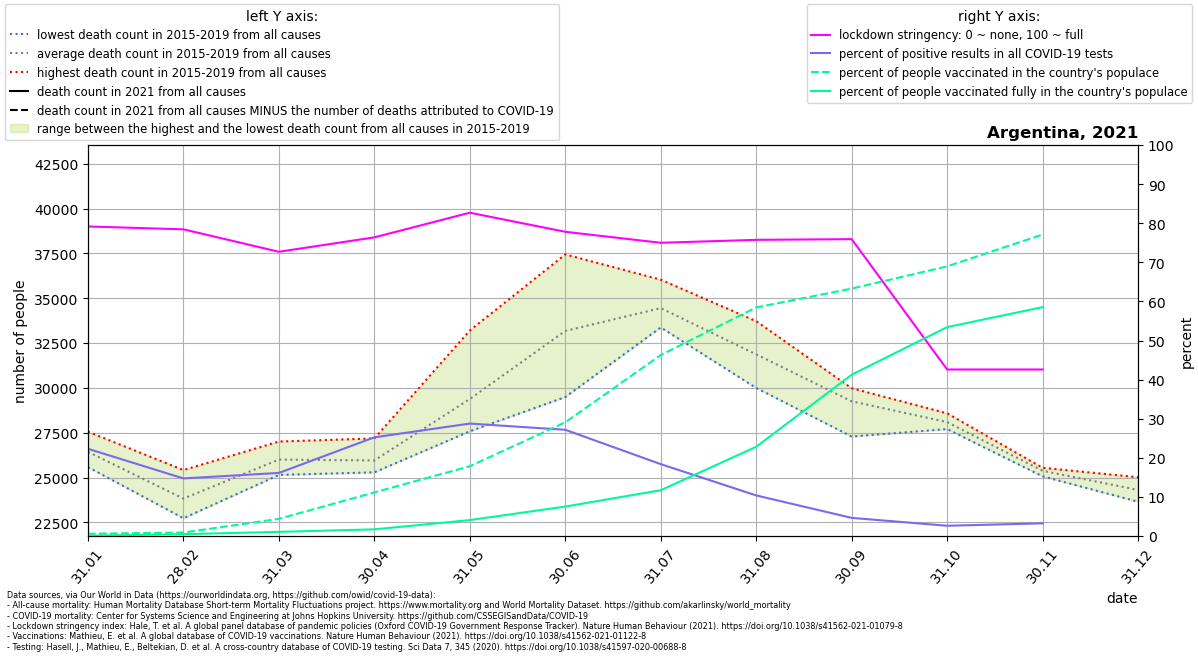 left Y axis:
lowest death count in 2015-2019 from all causes
average death count in 2015-2019 from all causes
highest death count in 2015-2019 from all causes
death count in 2021 from all causes
death count in 2021 from all causes MINUS the number of deaths attributed to COVID-19
range between the highest and the lowest death count from all causes in 2015-2019
right Y axis:
lockdown stringency: 0 ~ none, 100 ~ full
percent of positive results in all COVID-19 tests
percent of people vaccinated in the country's populace
percent of people vaccinated fully in the country's populace
Argentina, 2021
number of people
42500
40000
37500
35000
32500
30000
27500
25000
22500
100
90
80
70
60
50
40
30
20
10
0
percent
31.01
28.02
31.03
30.04
31.05
30.06
31.07
31.08
30.09
31.10
30.11
31.12
date
Data sources, via Our World in Data (https://ourworldindata.org, https://github.com/owid/covid-19-data):
- All-cause mortality: Human Mortality Database Short-term Mortality Fluctuations project. https://www.mortality.org and World Mortality Dataset. https://github.com/akarlinsky/world_mortality
- COVID-19 mortality: Center for Systems Science and Engineering at Johns Hopkins University. https://github.com/CSSEGISandData/COVID-19
- Lockdown stringency index: Hale, T. et al. A global panel database of pandemic policies (Oxford COVID-19 Government Response Tracker). Nature Human Behaviour (2021). https://doi.org/10.1038/s41562-021-01079-8
- Vaccinations: Mathieu, E. et al. A global database of COVID-19 vaccinations. Nature Human Behaviour (2021). https://doi.org/10.1038/s41562-021-01122-8
- Testing: Hasell, J., Mathieu, E., Beltekian, D. et al. A cross-country database of COVID-19 testing. Sci Data 7, 345 (2020). https://doi.org/10.1038/s41597-020-00688-8